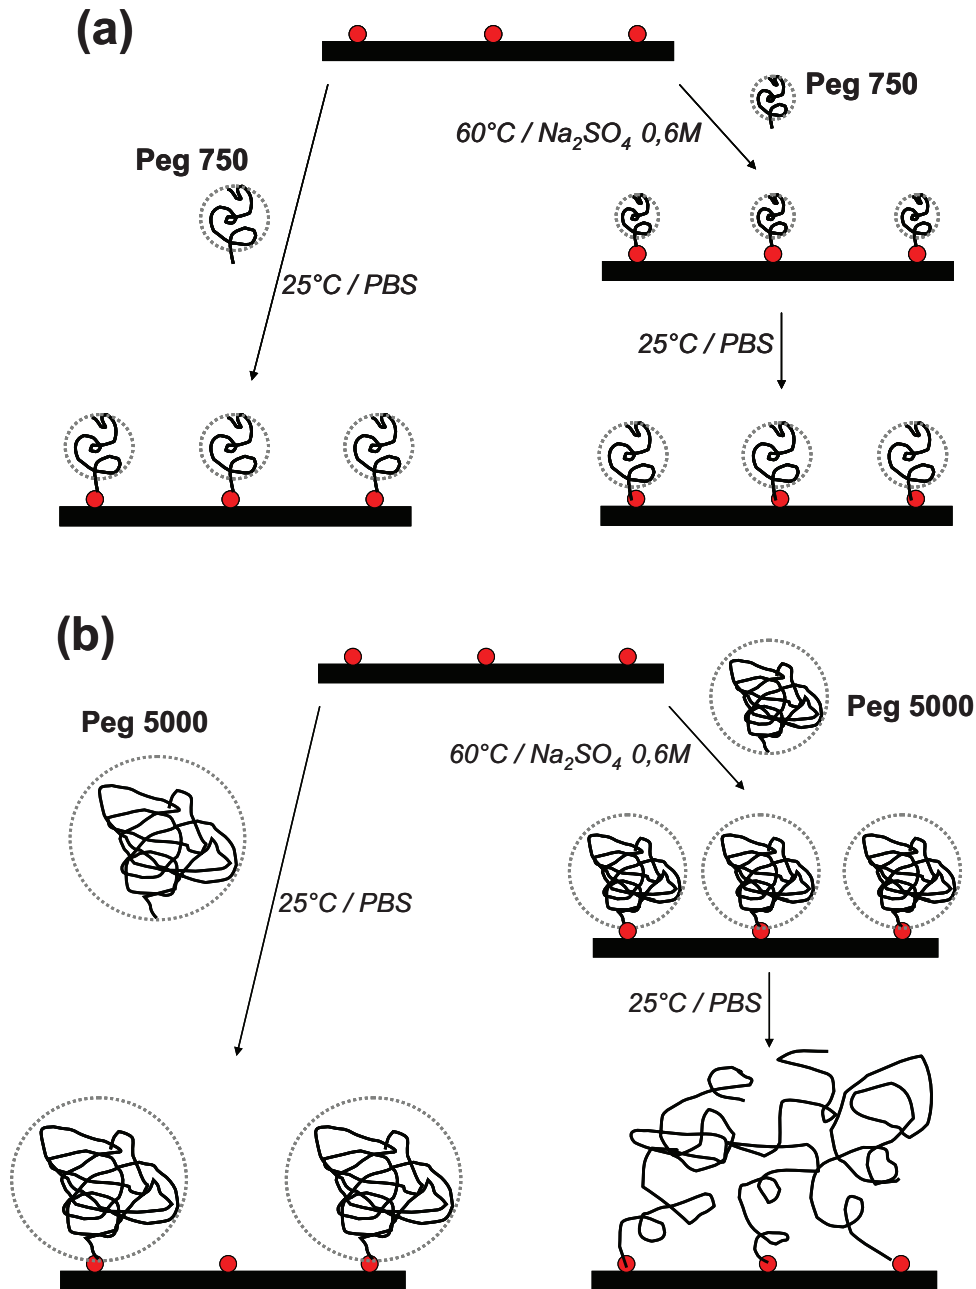 (a)
Peg 750
60°C / Na₂SO₄ 0,6M
Peg 750
25°C / PBS
25°C / PBS
(b)
Peg 5000
Peg 5000
60°C / Na₂SO₄ 0,6M
25°C / PBS
25°C / PBS